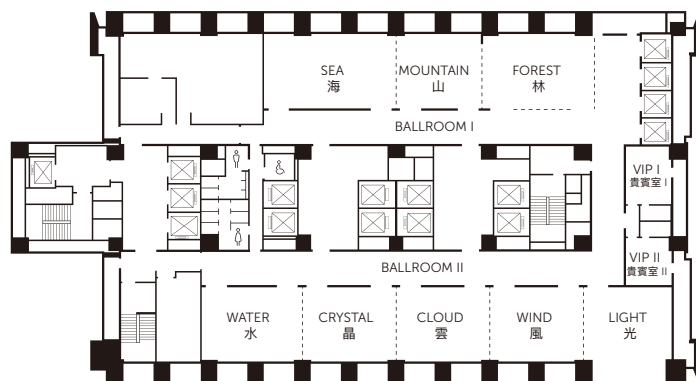 SEA
海
MOUNTAIN
山
FOREST
林
BALLROOM I
VIP I
貴賓室 I
VIP II
貴賓室 II
BALLROOM II
WATER
水
CRYSTAL
晶
CLOUD
雲
WIND
風
LIGHT
光